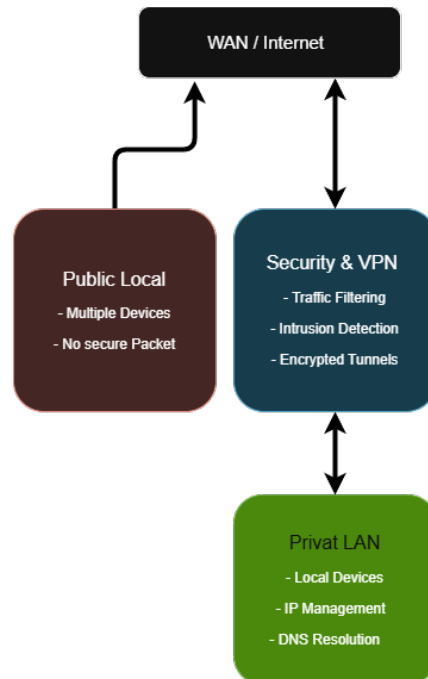 WAN / Internet
Public Local
- Multiple Devices
- No secure Packet
Security & VPN
- Traffic Filtering
- Intrusion Detection
- Encrypted Tunnels
Privat LAN
- Local Devices
- IP Management
- DNS Resolution